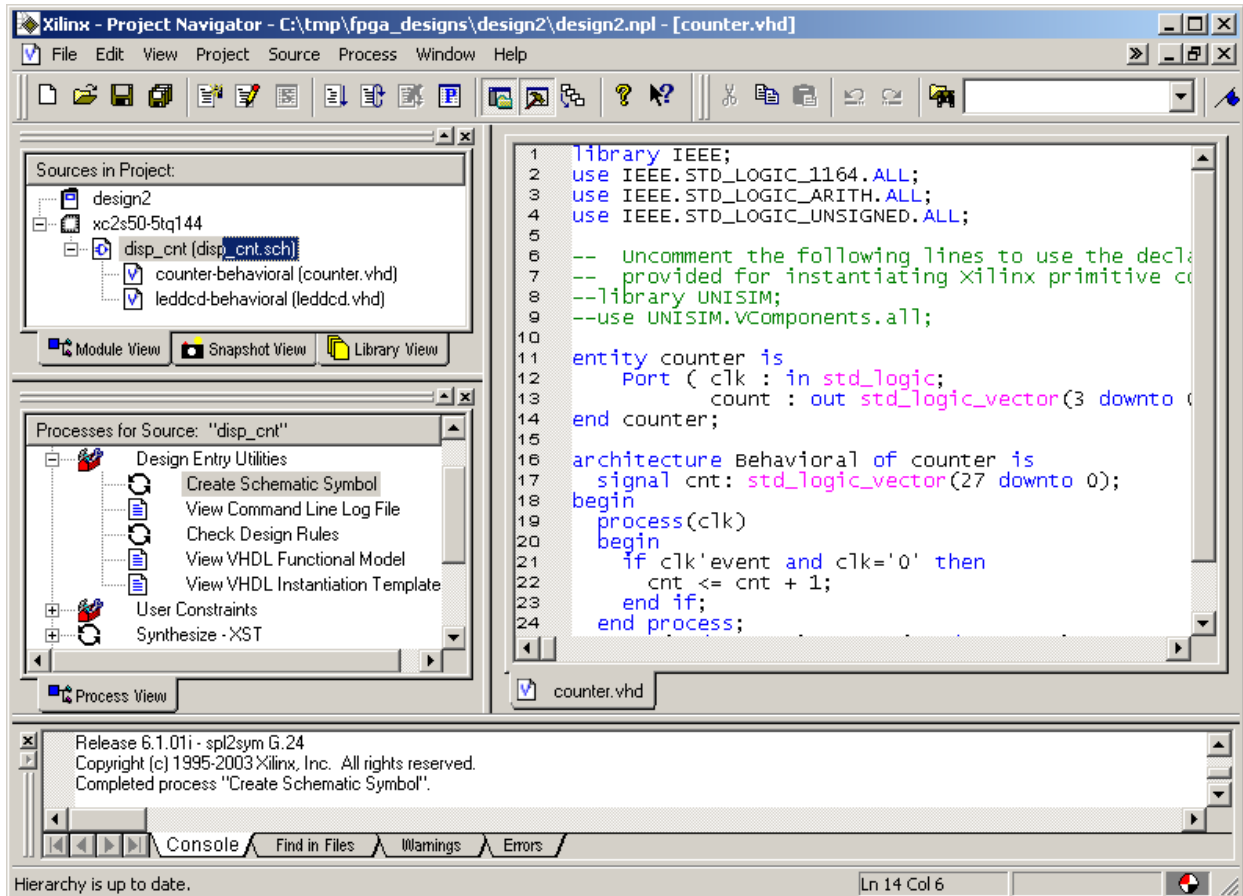 Xilinx - Project Navigator - C:\tmp\fpga_designs\design2\design2.npl - [counter.vhd]
File Edit View Project Source Process Window Help
Sources in Project:
design2
xc2s50-5tq144
disp_cnt (disp_cnt.sch)
counter-behavioral (counter.vhd)
leddcd-behavioral (leddcd.vhd)
Module View Snapshot View Library View
Processes for Source: "disp_cnt"
Design Entry Utilities
Create Schematic Symbol
View Command Line Log File
Check Design Rules
View VHDL Functional Model
View VHDL Instantiation Template
User Constraints
Synthesize - XST
Process View
1 library IEEE;
2 use IEEE.STD_LOGIC_1164.ALL;
3 use IEEE.STD_LOGIC_ARITH.ALL;
4 use IEEE.STD_LOGIC_UNSIGNED.ALL;
5
6 -- Uncomment the following lines to use the decla
7 -- provided for instantiating Xilinx primitive co
8 --library UNISIM;
9 --use UNISIM.VComponents.all;
10
11 entity counter is
12 Port ( clk : in std_logic;
13 count : out std_logic_vector(3 downto 0
14 end counter;
15
16 architecture Behavioral of counter is
17 signal cnt: std_logic_vector(27 downto 0);
18 begin
19 process(clk)
20 begin
21 if clk'event and clk='0' then
22 cnt <= cnt + 1;
23 end if;
24 end process;
counter.vhd
Release 6.1.01i - spl2sym G.24
Copyright (c) 1995-2003 Xilinx, Inc. All rights reserved.
Completed process "Create Schematic Symbol".
Console Find in Files Warnings Errors
Hierarchy is up to date.
Ln 14 Col 6